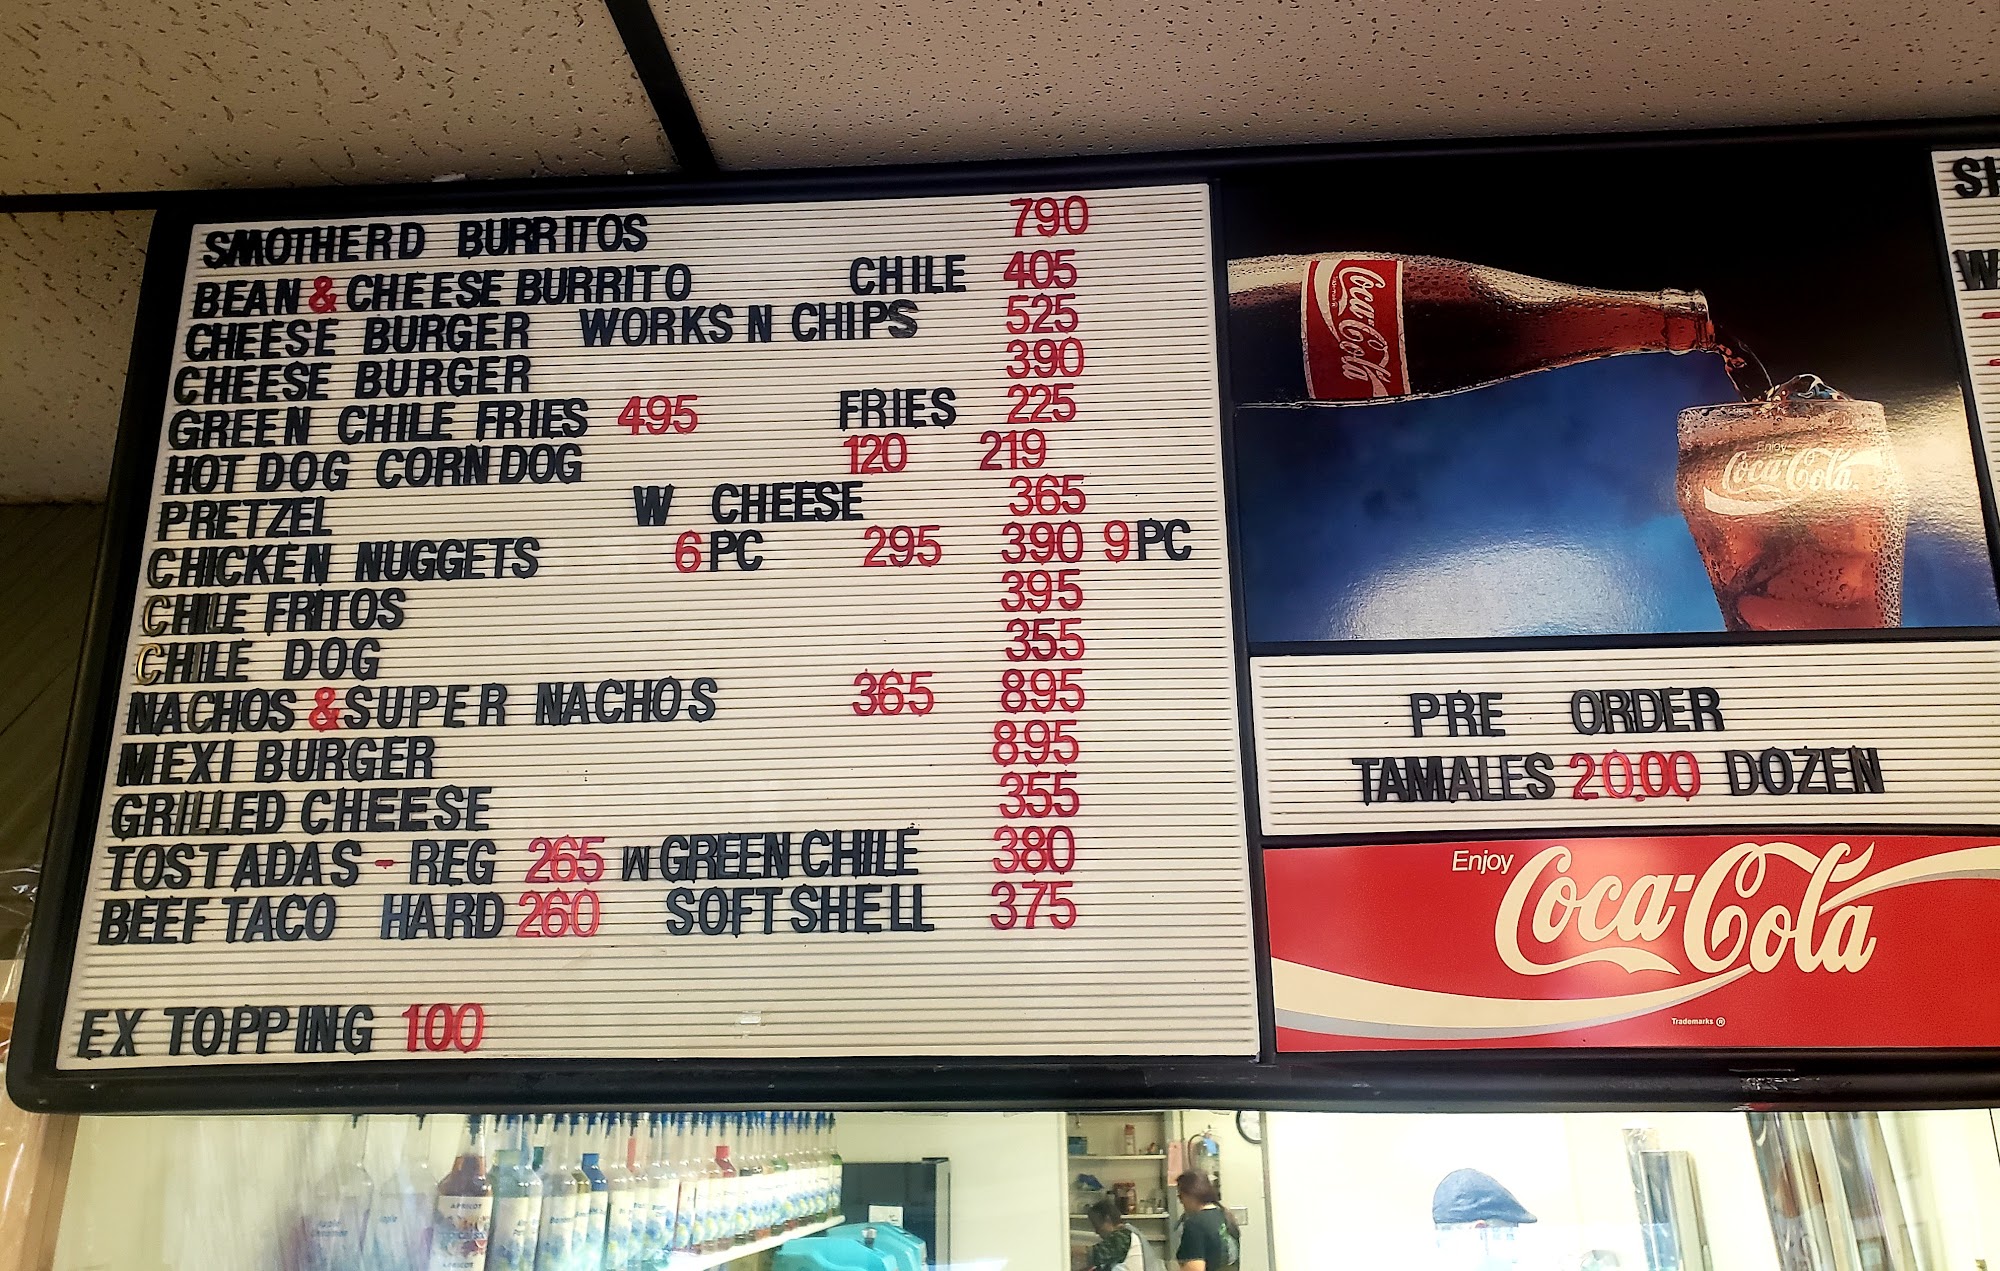 SMOTHERD BURRITOS 790
BEAN & CHEESE BURRITO CHILE 405
CHEESE BURGER WORKS N CHIPS 525
CHEESE BURGER 390
GREEN CHILE FRIES 495 FRIES 225
HOT DOG CORN DOG 120 219
PRETZEL W CHEESE 365
CHICKEN NUGGETS 6 PC 295 390 9 PC
CHILE FRITOS 395
CHILE DOG 355
NACHOS & SUPER NACHOS 365 895
MEXI BURGER 895
GRILLED CHEESE 355
TOSTADAS - REG 265 W GREEN CHILE 380
BEEF TACO HARD 260 SOFT SHELL 375
EX TOPPING 100
Coca-Cola
Enjoy
Coca-Cola
PRE ORDER
TAMALES 20.00 DOZEN
Enjoy
Coca-Cola
Trademarks ®
SH
W
APRICOT